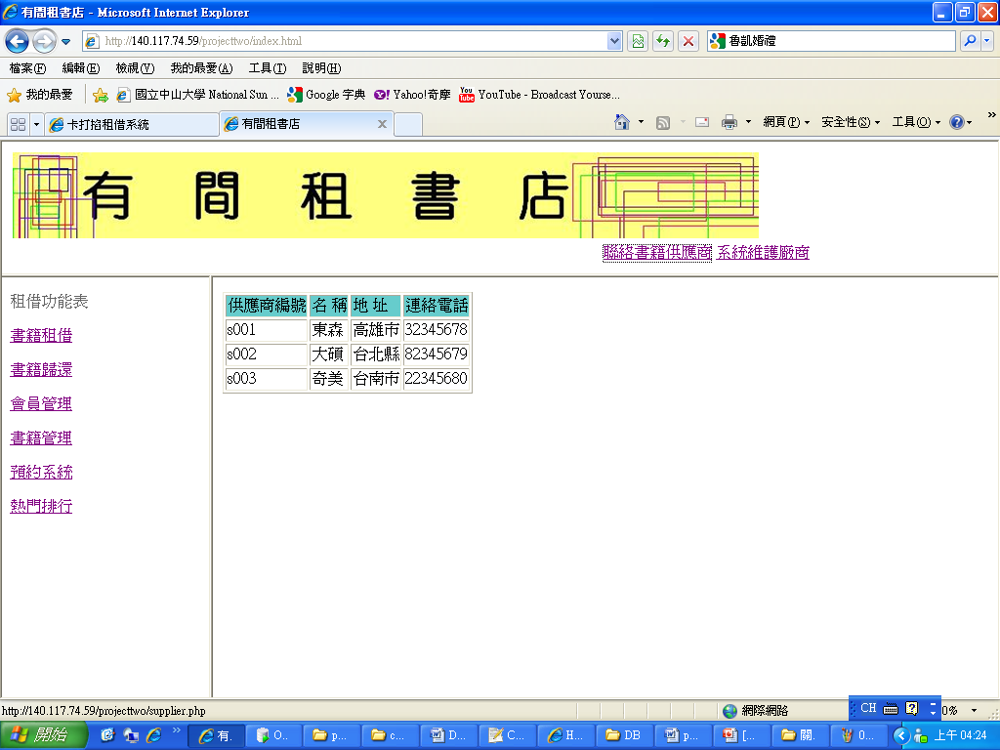 有間租書店 - Microsoft Internet Explorer
http://140.117.74.59/projecttwo/index.html
魯凱婚禮
檔案(F) 編輯(E) 檢視(V) 我的最愛(A) 工具(T) 說明(H)
我的最愛 國立中山大學 National Sun ... Google 字典 Yahoo!奇摩 YouTube - Broadcast Yourse...
卡打掐租借系統 有間租書店 網頁(P) 安全性(S) 工具(O) »
有 間 租 書 店
聯絡書籍供應商 系統維護廠商
租借功能表
書籍租借
書籍歸還
會員管理
書籍管理
預約系統
熱門排行
供應商編號 名 稱 地 址 連絡電話
s001 東森 高雄市 32345678
s002 大碩 台北縣 82345679
s003 奇美 台南市 22345680
http://140.117.74.59/projecttwo/supplier.php 網際網路 CH 0%
開始 » 有. O... p... c... D... C... H... DB p... [... 關. 0... 上午 04:24